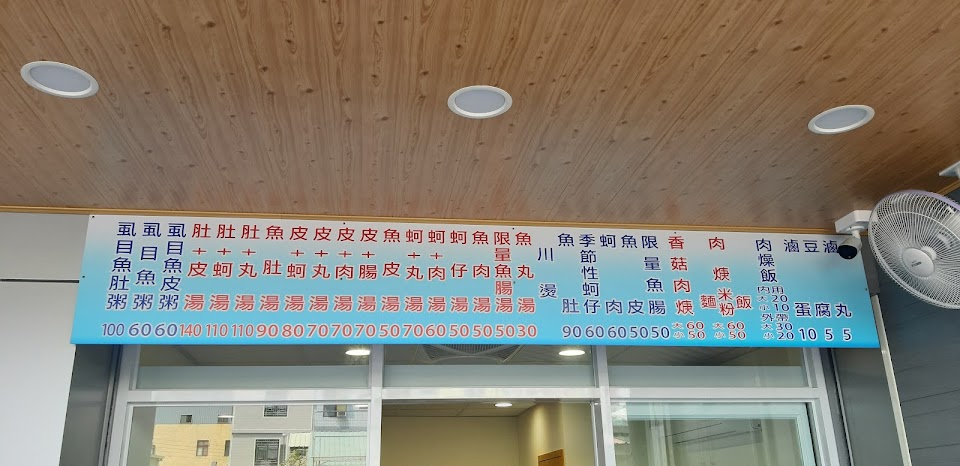 虱目魚肚粥 100
虱目魚粥 60
虱目魚皮粥 60
肚+皮湯 140
肚+蚵湯 110
肚+丸湯 110
魚肚湯 90
皮+蚵湯 80
皮+丸湯 70
皮+肉湯 70
皮+腸湯 70
魚皮湯 50
蚵+丸湯 70
蚵+肉湯 60
蚵仔湯 50
魚肉湯 50
限量魚腸湯 50
魚丸湯 30
川燙
魚肚 90
季節性蚵仔 60
蚵肉 60
魚皮 50
限量魚腸 50
香菇肉焿 大60 小50
肉焿 麵 米粉 飯 大60 小50
肉燥飯 內用 大20 小10 外帶 大30 小20
滷蛋 10
豆腐 5
滷丸 5